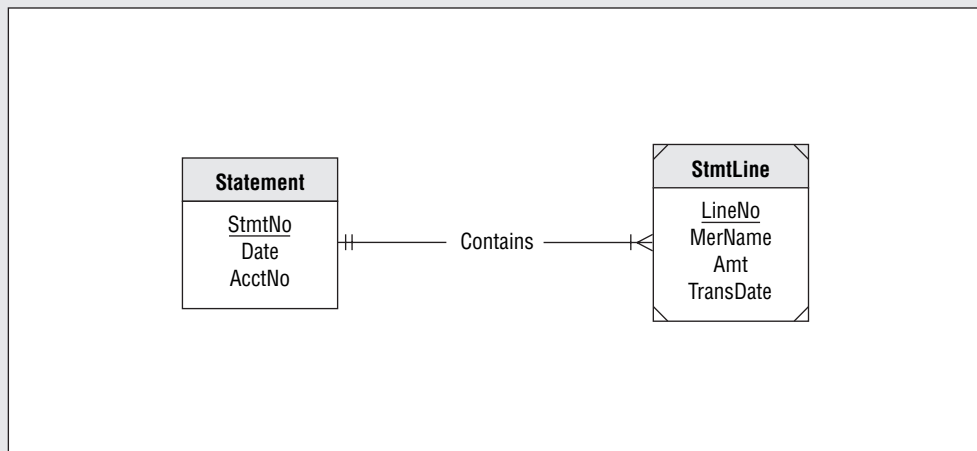 Statement
StmtNo
Date
AcctNo
Contains
StmtLine
LineNo
MerName
Amt
TransDate